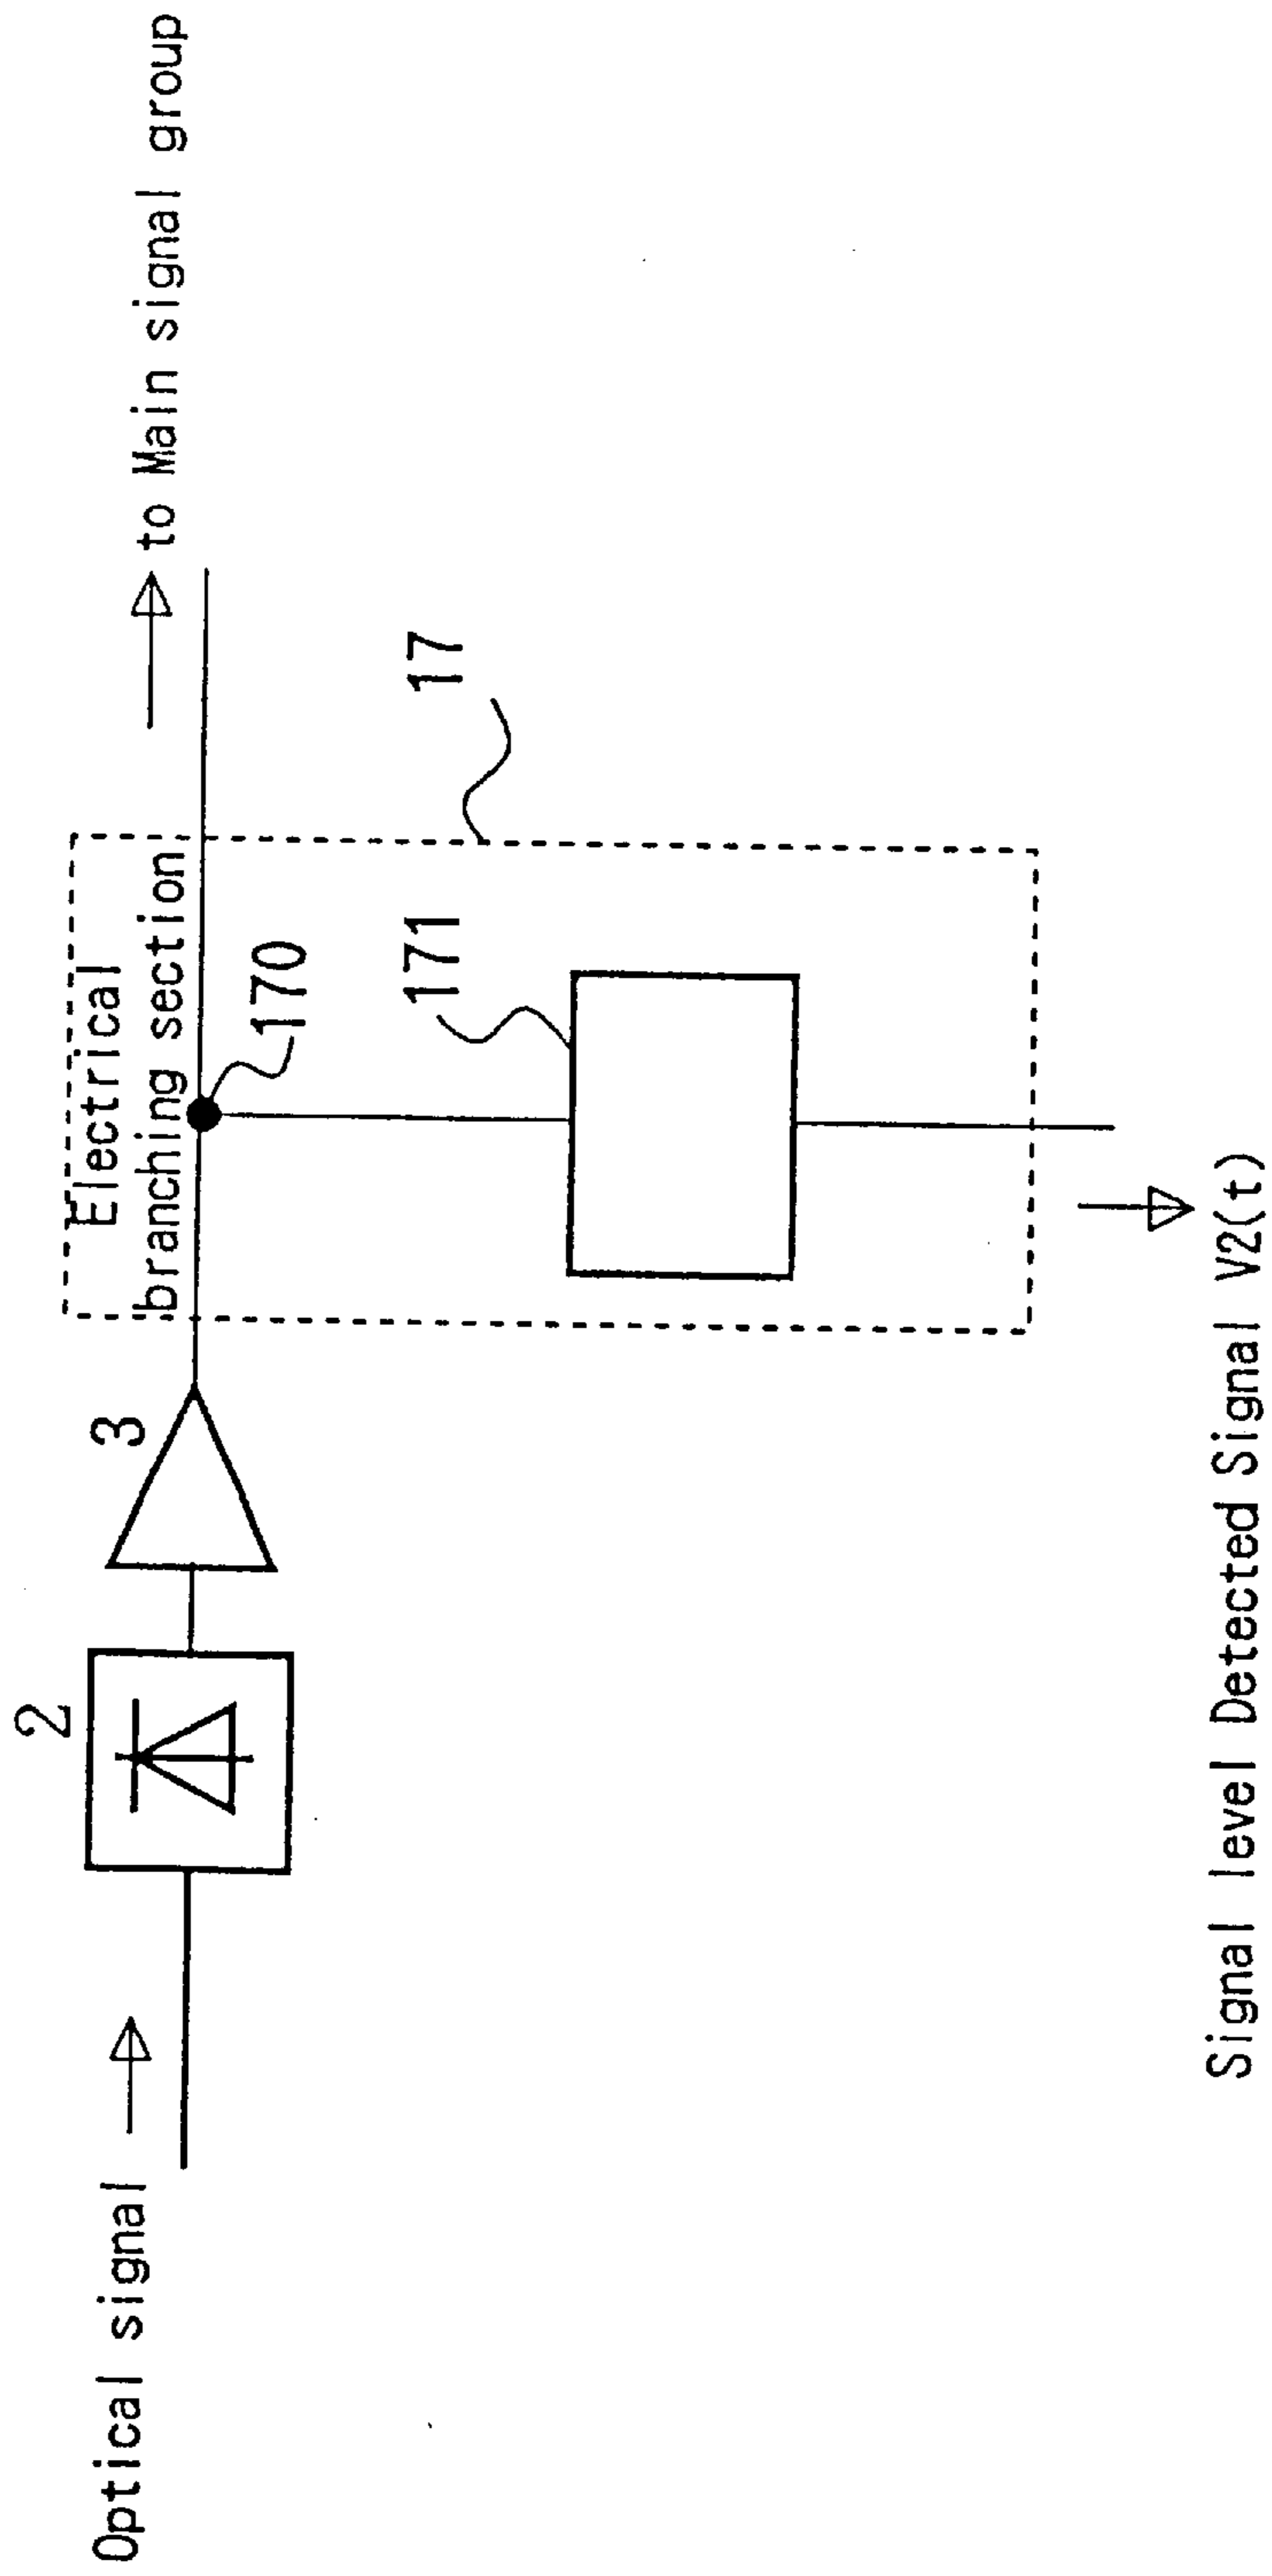 Optical signal
2
3
Electrical
branching section
170
171
17
to Main signal group
Signal level Detected Signal V2(t)